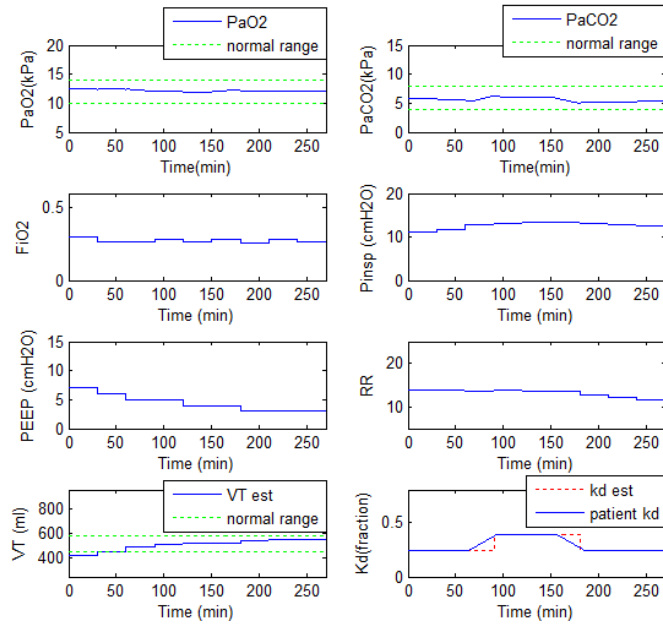 PaO2
normal range
20
15
10
5
PaO2(kPa)
0 50 100 150 200 250
Time(min)
PaCO2
normal range
15
10
5
0
PaCO2(kPa)
0 50 100 150 200 250
Time(min)
0.5
0
FiO2
0 50 100 150 200 250
Time (min)
20
10
0
Pinsp (cmH2O)
0 50 100 150 200 250
Time (min)
15
10
5
0
PEEP (cmH2O)
0 50 100 150 200 250
Time (min)
20
10
RR
0 50 100 150 200 250
Time (min)
VT est
normal range
800
600
400
VT (ml)
0 50 100 150 200 250
Time (min)
kd est
patient kd
0.5
0
Kd(fraction)
0 50 100 150 200 250
Time (min)